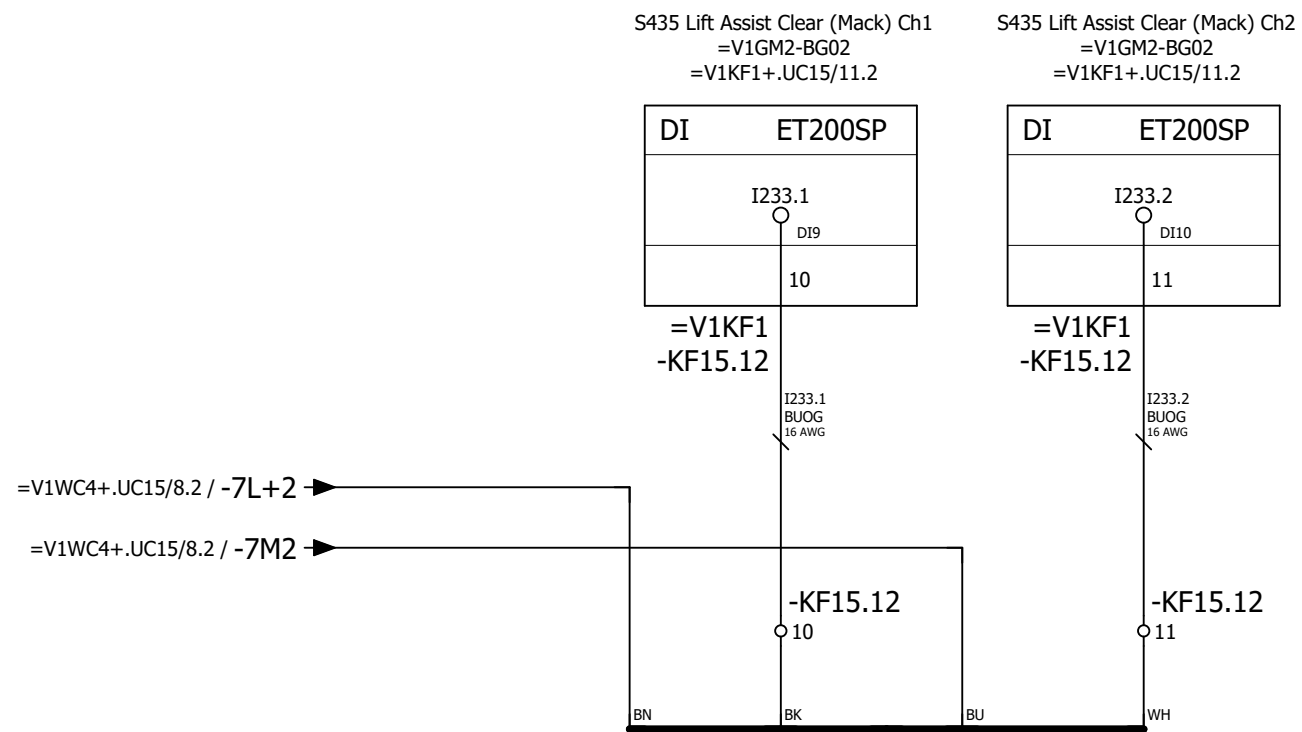 S435 Lift Assist Clear (Mack) Ch1
=V1GM2-BG02
=V1KF1+.UC15/11.2
S435 Lift Assist Clear (Mack) Ch2
=V1GM2-BG02
=V1KF1+.UC15/11.2
DI ET200SP
I233.1
DI9
10
=V1KF1
-KF15.12
I233.1
BUOG
16 AWG
DI ET200SP
I233.2
DI10
11
=V1KF1
-KF15.12
I233.2
BUOG
16 AWG
=V1WC4+.UC15/8.2 / -7L+2
=V1WC4+.UC15/8.2 / -7M2
-KF15.12
10
-KF15.12
11
BN BK BU WH